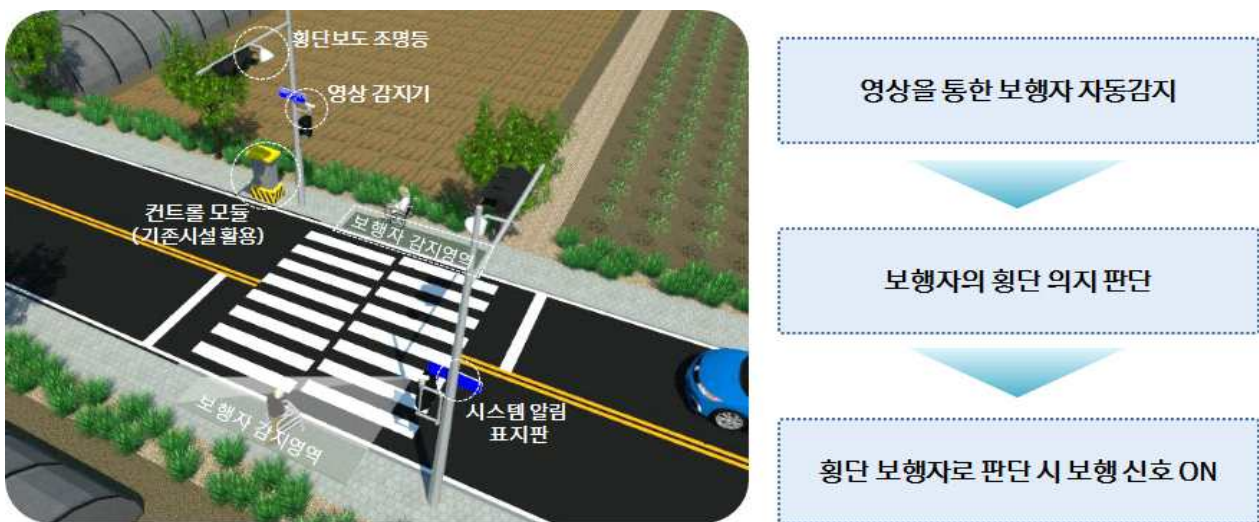 횡단보도 조명등
영상 감지기
컨트롤 모듈
(기존시설 활용)
보행자 감지영역
보행자 감지영역
시스템 알림
표지판
영상을 통한 보행자 자동감지
보행자의 횡단 의지 판단
횡단 보행자로 판단 시 보행 신호 ON